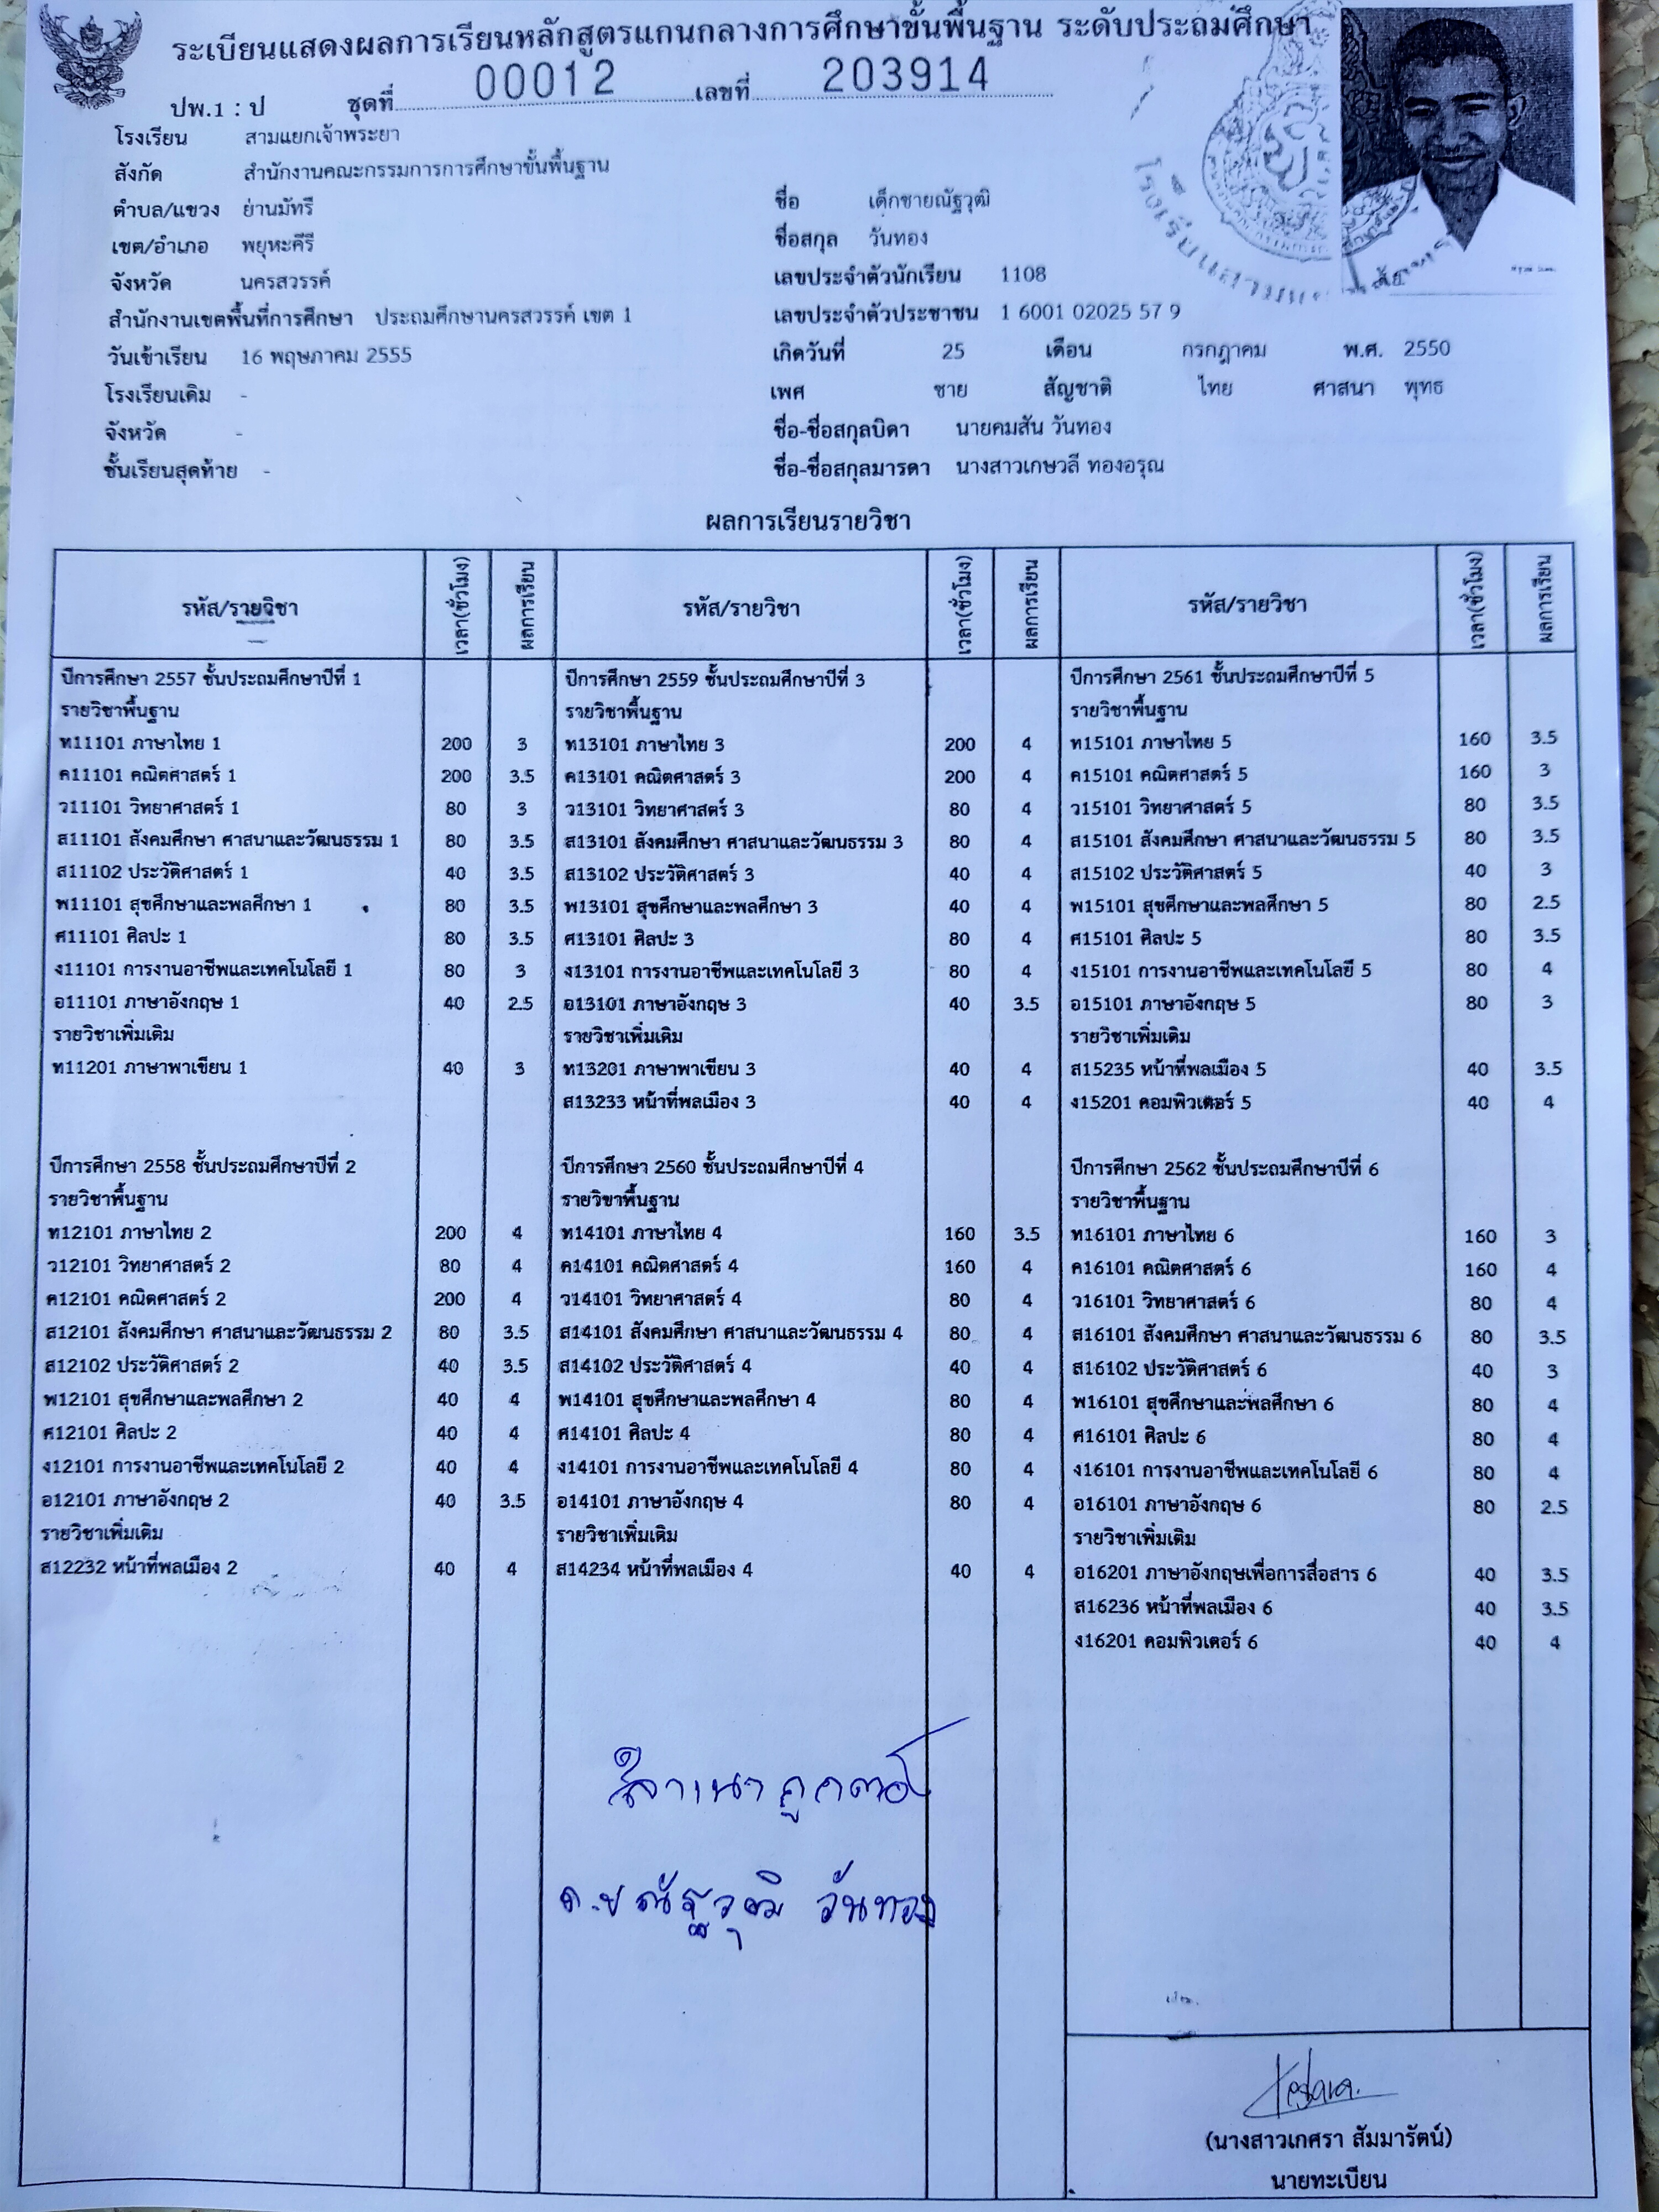 ระเบียนแสดงผลการเรียนหลักสูตรแกนกลางการศึกษาขั้นพื้นฐาน ระดับประถมศึกษา
ปพ.1 : ป ชุดที่ 00012 เลขที่ 203914
โรงเรียน สามแยกเจ้าพระยา
สังกัด สำนักงานคณะกรรมการการศึกษาขั้นพื้นฐาน
ตำบล/แขวง ย่านมัทรี
เขต/อำเภอ พยุหะคีรี
จังหวัด นครสวรรค์
สำนักงานเขตพื้นที่การศึกษา ประถมศึกษานครสวรรค์ เขต 1
วันเข้าเรียน 16 พฤษภาคม 2555
โรงเรียนเดิม -
จังหวัด -
ชั้นเรียนสุดท้าย -
ชื่อ เด็กชายณัฐวุฒิ
ชื่อสกุล วันทอง
เลขประจำตัวนักเรียน 1108
เลขประจำตัวประชาชน 1 6001 02025 57 9
เกิดวันที่ 25 เดือน กรกฎาคม พ.ศ. 2550
เพศ ชาย สัญชาติ ไทย ศาสนา พุทธ
ชื่อ-ชื่อสกุลบิดา นายคมสัน วันทอง
ชื่อ-ชื่อสกุลมารดา นางสาวเกษวลี ทองอรุณ
ผลการเรียนรายวิชา
รหัส/รายวิชา เวลา(ชั่วโมง) ผลการเรียน
ปีการศึกษา 2557 ชั้นประถมศึกษาปีที่ 1
รายวิชาพื้นฐาน
ท11101 ภาษาไทย 1 200 3
ค11101 คณิตศาสตร์ 1 200 3.5
ว11101 วิทยาศาสตร์ 1 80 3
ส11101 สังคมศึกษา ศาสนาและวัฒนธรรม 1 80 3.5
ส11102 ประวัติศาสตร์ 1 40 3.5
พ11101 สุขศึกษาและพลศึกษา 1 80 3.5
ศ11101 ศิลปะ 1 80 3.5
ง11101 การงานอาชีพและเทคโนโลยี 1 80 3
อ11101 ภาษาอังกฤษ 1 40 2.5
รายวิชาเพิ่มเติม
ท11201 ภาษาพาเขียน 1 40 3
ปีการศึกษา 2558 ชั้นประถมศึกษาปีที่ 2
รายวิชาพื้นฐาน
ท12101 ภาษาไทย 2 200 4
ว12101 วิทยาศาสตร์ 2 80 4
ค12101 คณิตศาสตร์ 2 200 4
ส12101 สังคมศึกษา ศาสนาและวัฒนธรรม 2 80 3.5
ส12102 ประวัติศาสตร์ 2 40 3.5
พ12101 สุขศึกษาและพลศึกษา 2 40 4
ศ12101 ศิลปะ 2 40 4
ง12101 การงานอาชีพและเทคโนโลยี 2 40 4
อ12101 ภาษาอังกฤษ 2 40 3.5
รายวิชาเพิ่มเติม
ส12232 หน้าที่พลเมือง 2 40 4
รหัส/รายวิชา เวลา(ชั่วโมง) ผลการเรียน
ปีการศึกษา 2559 ชั้นประถมศึกษาปีที่ 3
รายวิชาพื้นฐาน
ท13101 ภาษาไทย 3 200 4
ค13101 คณิตศาสตร์ 3 200 4
ว13101 วิทยาศาสตร์ 3 80 4
ส13101 สังคมศึกษา ศาสนาและวัฒนธรรม 3 80 4
ส13102 ประวัติศาสตร์ 3 40 4
พ13101 สุขศึกษาและพลศึกษา 3 40 4
ศ13101 ศิลปะ 3 80 4
ง13101 การงานอาชีพและเทคโนโลยี 3 80 4
อ13101 ภาษาอังกฤษ 3 40 3.5
รายวิชาเพิ่มเติม
ท13201 ภาษาพาเขียน 3 40 4
ส13233 หน้าที่พลเมือง 3 40 4
ปีการศึกษา 2560 ชั้นประถมศึกษาปีที่ 4
รายวิชาพื้นฐาน
ท14101 ภาษาไทย 4 160 3.5
ค14101 คณิตศาสตร์ 4 160 4
ว14101 วิทยาศาสตร์ 4 80 4
ส14101 สังคมศึกษา ศาสนาและวัฒนธรรม 4 80 4
ส14102 ประวัติศาสตร์ 4 40 4
พ14101 สุขศึกษาและพลศึกษา 4 80 4
ศ14101 ศิลปะ 4 80 4
ง14101 การงานอาชีพและเทคโนโลยี 4 80 4
อ14101 ภาษาอังกฤษ 4 80 4
รายวิชาเพิ่มเติม
ส14234 หน้าที่พลเมือง 4 40 4
สำเนาถูกต้อง
ด.ช ณัฐวุฒิ วันทอง
รหัส/รายวิชา เวลา(ชั่วโมง) ผลการเรียน
ปีการศึกษา 2561 ชั้นประถมศึกษาปีที่ 5
รายวิชาพื้นฐาน
ท15101 ภาษาไทย 5 160 3.5
ค15101 คณิตศาสตร์ 5 160 3
ว15101 วิทยาศาสตร์ 5 80 3.5
ส15101 สังคมศึกษา ศาสนาและวัฒนธรรม 5 80 3.5
ส15102 ประวัติศาสตร์ 5 40 3
พ15101 สุขศึกษาและพลศึกษา 5 80 2.5
ศ15101 ศิลปะ 5 80 3.5
ง15101 การงานอาชีพและเทคโนโลยี 5 80 4
อ15101 ภาษาอังกฤษ 5 80 3
รายวิชาเพิ่มเติม
ส15235 หน้าที่พลเมือง 5 40 3.5
ง15201 คอมพิวเตอร์ 5 40 4
ปีการศึกษา 2562 ชั้นประถมศึกษาปีที่ 6
รายวิชาพื้นฐาน
ท16101 ภาษาไทย 6 160 3
ค16101 คณิตศาสตร์ 6 160 4
ว16101 วิทยาศาสตร์ 6 80 4
ส16101 สังคมศึกษา ศาสนาและวัฒนธรรม 6 80 3.5
ส16102 ประวัติศาสตร์ 6 40 3
พ16101 สุขศึกษาและพลศึกษา 6 80 4
ศ16101 ศิลปะ 6 80 4
ง16101 การงานอาชีพและเทคโนโลยี 6 80 4
อ16101 ภาษาอังกฤษ 6 80 2.5
รายวิชาเพิ่มเติม
อ16201 ภาษาอังกฤษเพื่อการสื่อสาร 6 40 3.5
ส16236 หน้าที่พลเมือง 6 40 3.5
ง16201 คอมพิวเตอร์ 6 40 4
(นางสาวเกศรา สัมมารัตน์)
นายทะเบียน